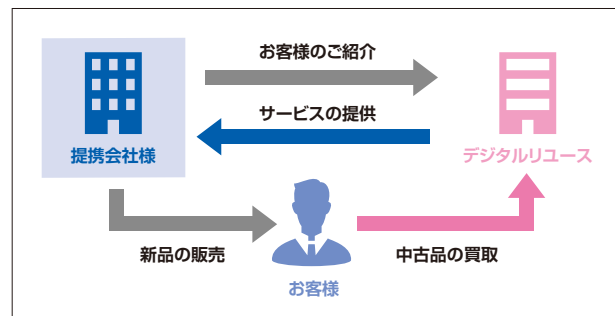 お客様のご紹介
サービスの提供
提携会社様
デジタルリユース
新品の販売
中古品の買取
お客様